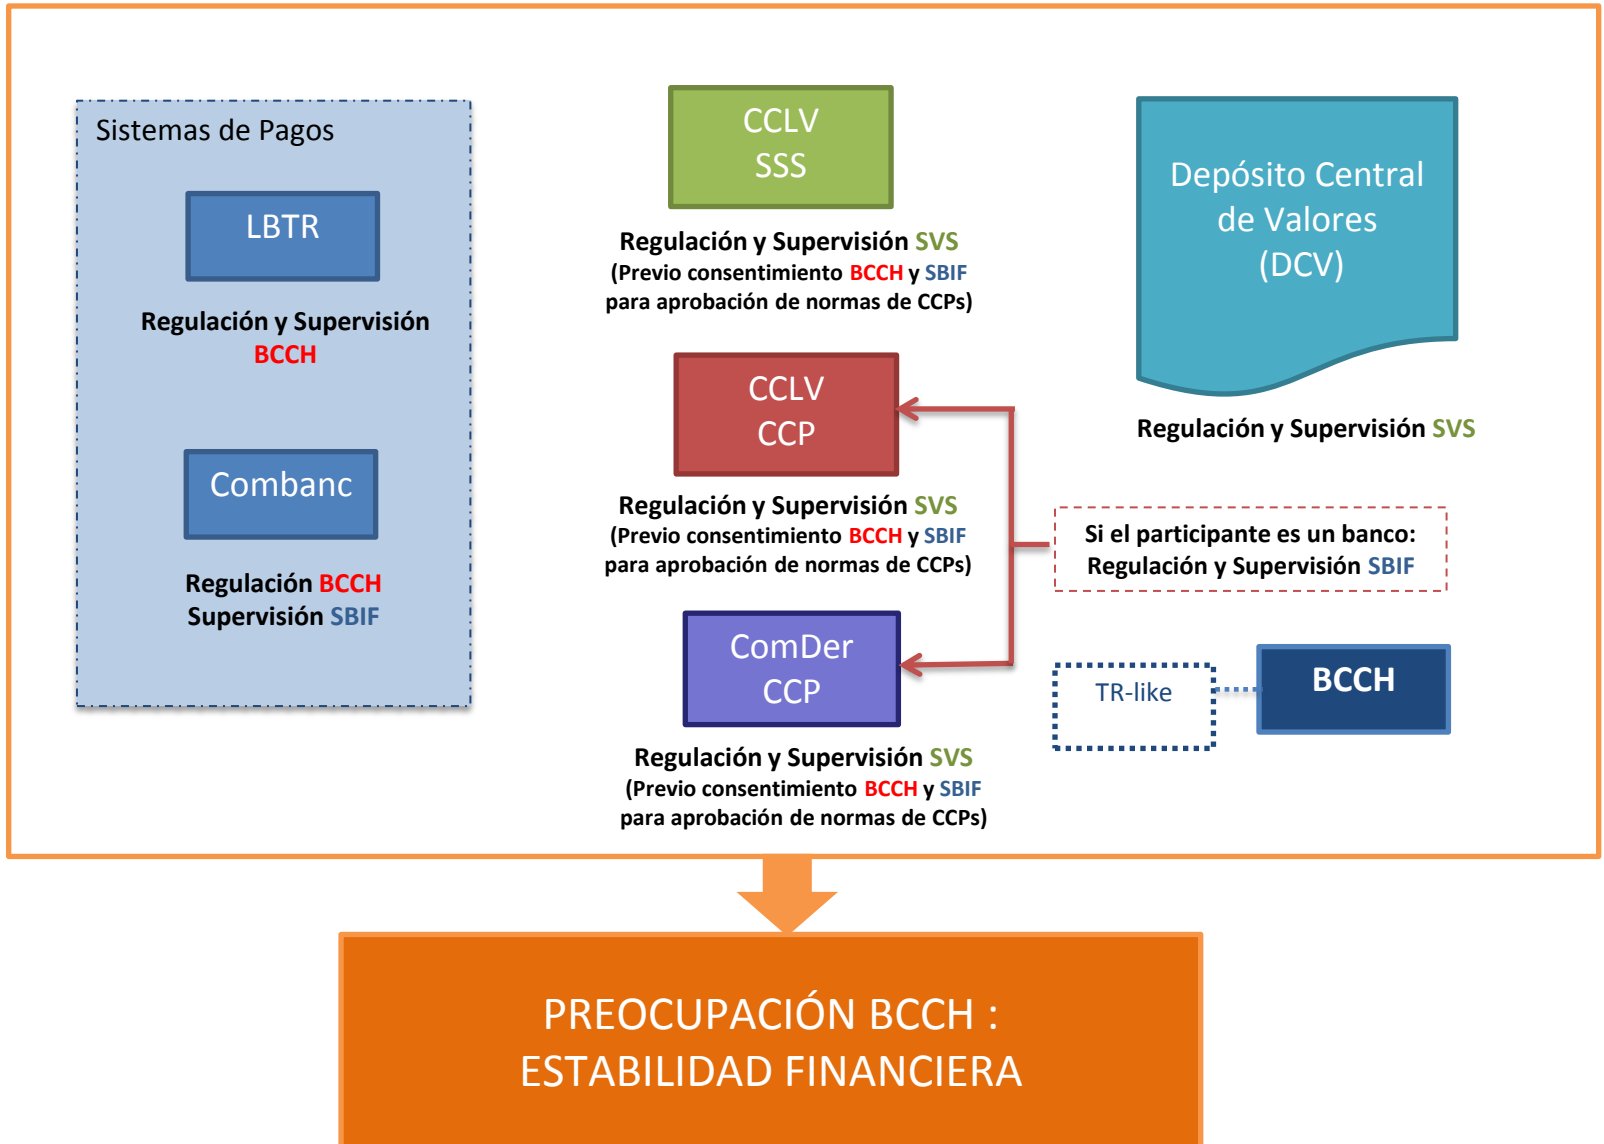 Sistemas de Pagos
LBTR
Regulación y Supervisión
BCCH
Combanc
Regulación BCCH
Supervisión SBIF
CCLV
SSS
Regulación y Supervisión SVS
(Previo consentimiento BCCH y SBIF
para aprobación de normas de CCPs)
CCLV
CCP
Regulación y Supervisión SVS
(Previo consentimiento BCCH y SBIF
para aprobación de normas de CCPs)
ComDer
CCP
Regulación y Supervisión SVS
(Previo consentimiento BCCH y SBIF
para aprobación de normas de CCPs)
Depósito Central
de Valores
(DCV)
Regulación y Supervisión SVS
Si el participante es un banco:
Regulación y Supervisión SBIF
TR-like
BCCH
PREOCUPACIÓN BCCH :
ESTABILIDAD FINANCIERA